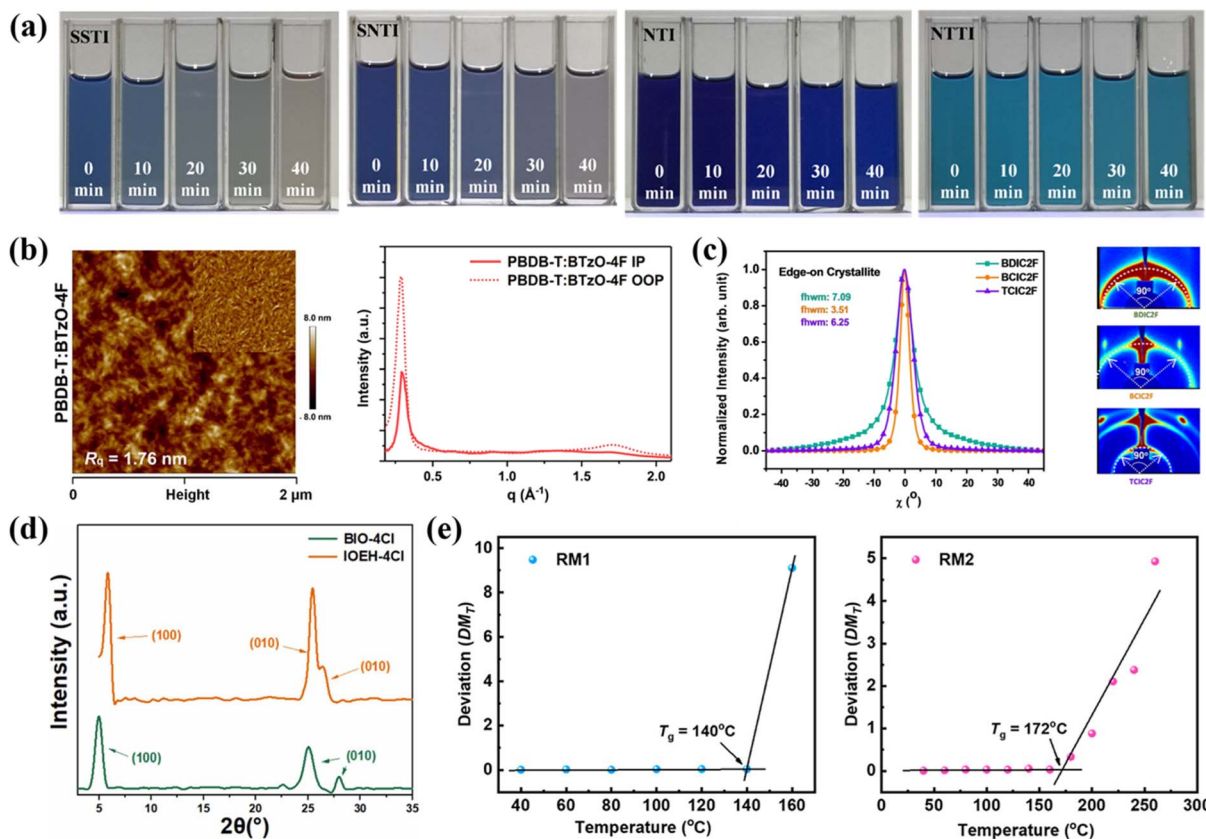 (a)
SSTI
0 min
10 min
20 min
30 min
40 min
SNTI
0 min
10 min
20 min
30 min
40 min
NTI
0 min
10 min
20 min
30 min
40 min
NTTI
0 min
10 min
20 min
30 min
40 min
(b)
PBDB-T:BTzO-4F
8.0 nm
- 8.0 nm
Rq = 1.76 nm
0 Height 2 μm
PBDB-T:BTzO-4F IP
PBDB-T:BTzO-4F OOP
Intensity (a.u.)
0.5 1.0 1.5 2.0
q (Å⁻¹)
(c)
Edge-on Crystallite
fhwm: 7.09
fhwm: 3.51
fhwm: 6.25
BDIC2F
BCIC2F
TCIC2F
Normalized Intensity (arb. unit)
1.0
0.8
0.6
0.4
0.2
0.0
-40 -30 -20 -10 0 10 20 30 40
χ (°)
90°
BDIC2F
90°
BCIC2F
90°
TCIC2F
(d)
BIO-4Cl
IOEH-4Cl
Intensity (a.u.)
(100)
(010)
(010)
(100)
(010)
5 10 15 20 25 30 35
2θ(°)
(e)
RM1
Deviation (DMT)
10
8
6
4
2
0
Tg = 140°C
40 60 80 100 120 140 160
Temperature (°C)
RM2
Deviation (DMT)
5
4
3
2
1
0
Tg = 172°C
0 50 100 150 200 250 300
Temperature (°C)